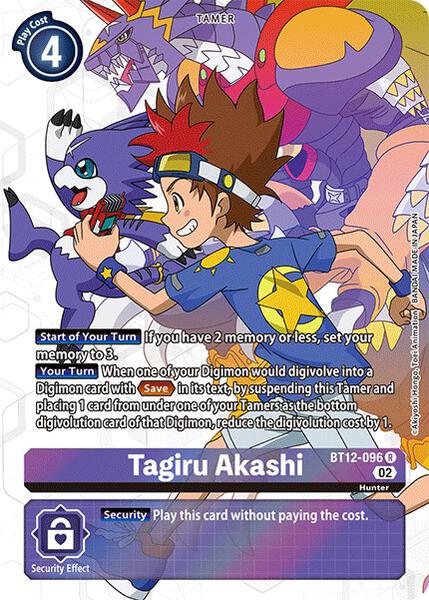 TAMER
Play Cost
4
Start of Your Turn If you have 2 memory or less, set your
memory to 3.
Your Turn When one of your Digimon would digivolve into a
Digimon card with Save in its text, by suspending this Tamer and
placing 1 card from under one of your Tamers as the bottom
digivolution card of that Digimon, reduce the digivolution cost by 1.
©Akiyoshi Hongo, Toei Animation BANDAI MADE IN JAPAN
Tagiru Akashi
BT12-096 R
02
Hunter
Security Play this card without paying the cost.
Security Effect